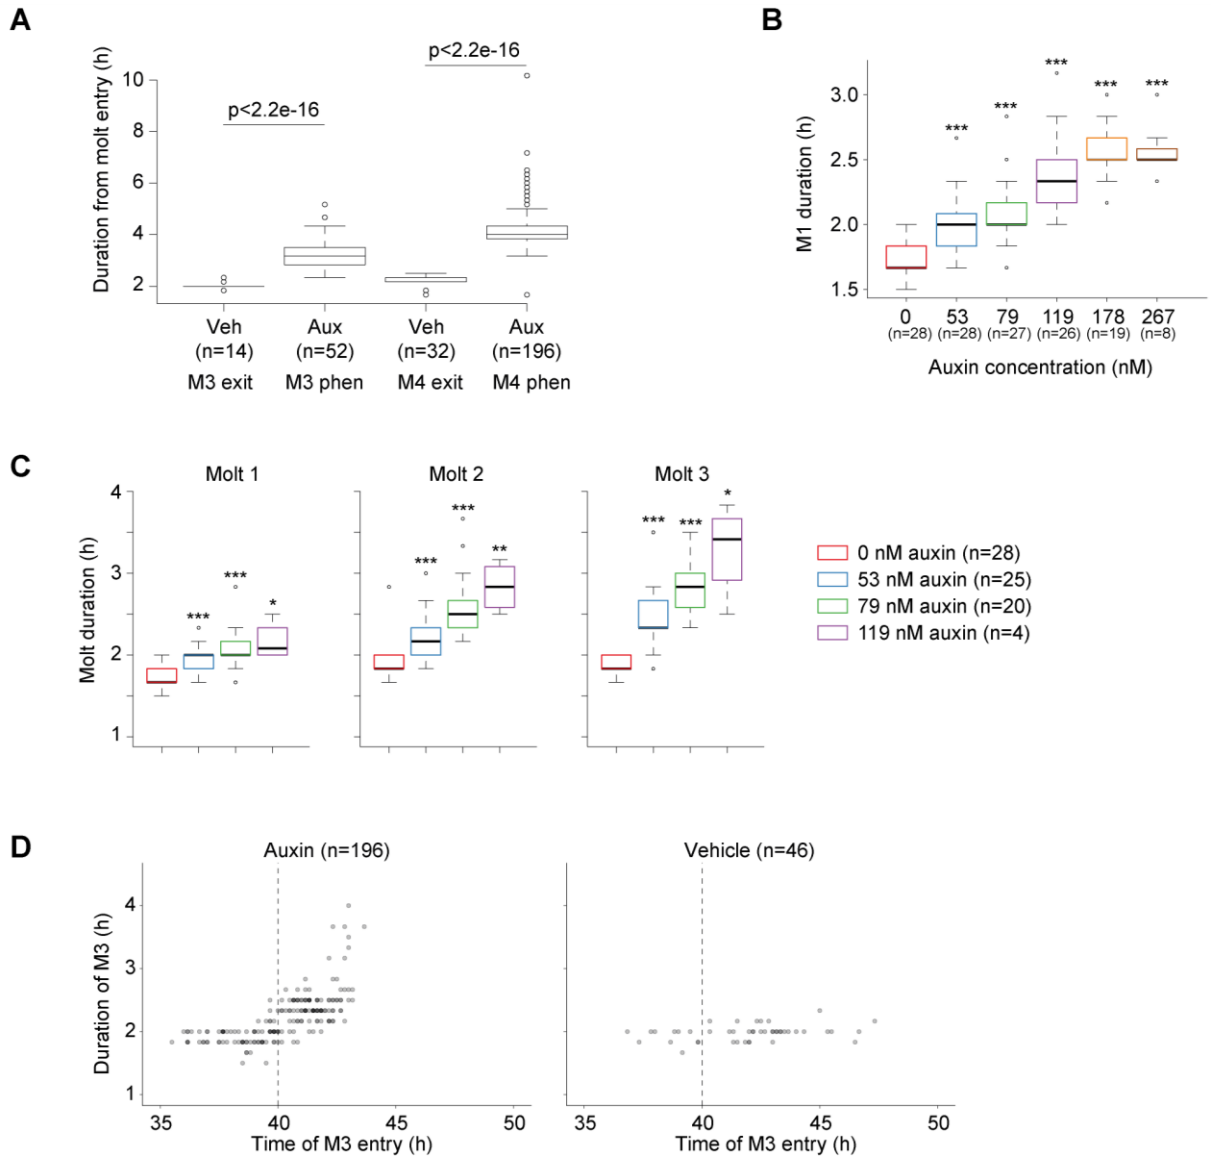 A
Duration from molt entry (h)
10
8
6
4
2
p<2.2e-16
p<2.2e-16
Veh Aux Veh Aux
(n=14) (n=52) (n=32) (n=196)
M3 exit M3 phen M4 exit M4 phen
B
M1 duration (h)
3.0
2.5
2.0
1.5
*** *** *** *** ***
0 53 79 119 178 267
(n=28) (n=28) (n=27) (n=26) (n=19) (n=8)
Auxin concentration (nM)
C
Molt duration (h)
4
3
2
1
Molt 1
*** *** *
Molt 2
*** *** **
Molt 3
*** *** *
0 nM auxin (n=28)
53 nM auxin (n=25)
79 nM auxin (n=20)
119 nM auxin (n=4)
D
Duration of M3 (h)
Auxin (n=196)
4
3
2
1
35 40 45 50
Time of M3 entry (h)
Vehicle (n=46)
35 40 45 50
Time of M3 entry (h)